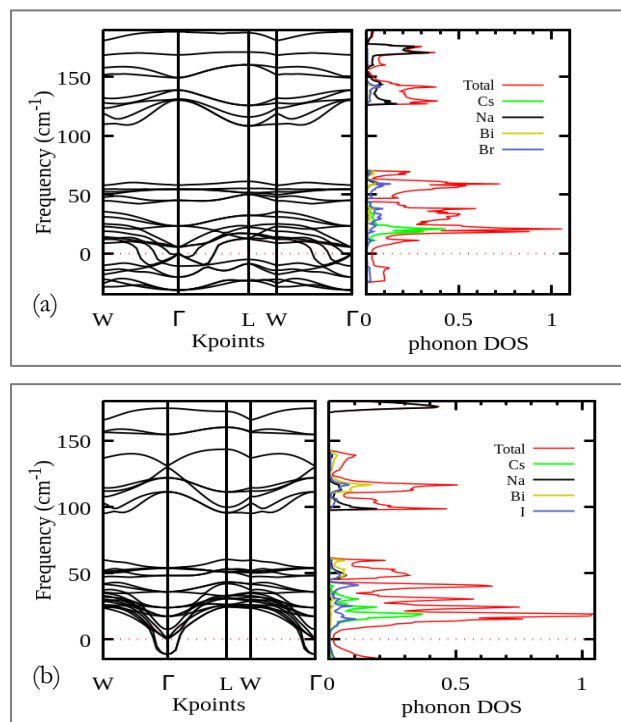 150
100
50
0
Frequency (cm-1)
W Γ L W Γ
Kpoints
(a)
Total
Cs
Na
Bi
Br
0 0.5 1
phonon DOS
150
100
50
0
Frequency (cm-1)
W Γ L W Γ
Kpoints
(b)
Total
Cs
Na
Bi
I
0 0.5 1
phonon DOS